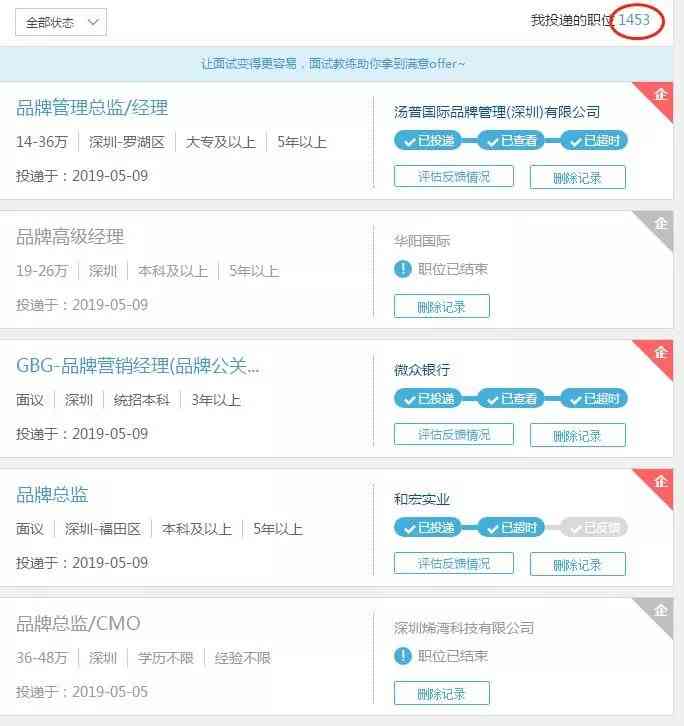 全部状态
我投递的职位 1453
让面试变得更容易，面试教练助你拿到满意offer~
企
品牌管理总监/经理
汤普国际品牌管理(深圳)有限公司
14-36万 深圳-罗湖区 大专及以上 5年以上
已投递 已查看 已超时
投递于：2019-05-09
评估反馈情况 删除记录
企
品牌高级经理
华阳国际
19-26万 深圳 本科及以上 5年以上
! 职位已结束
投递于：2019-05-09
删除记录
企
GBG-品牌营销经理(品牌公关...
微众银行
面议 深圳 统招本科 3年以上
已投递 已查看 已超时
投递于：2019-05-09
评估反馈情况 删除记录
企
品牌总监
和宏实业
面议 深圳-福田区 本科及以上 5年以上
已投递 已超时 已反馈
投递于：2019-05-09
评估反馈情况 删除记录
企
品牌总监/CMO
深圳烯湾科技有限公司
36-48万 深圳 学历不限 经验不限
! 职位已结束
投递于：2019-05-05
删除记录